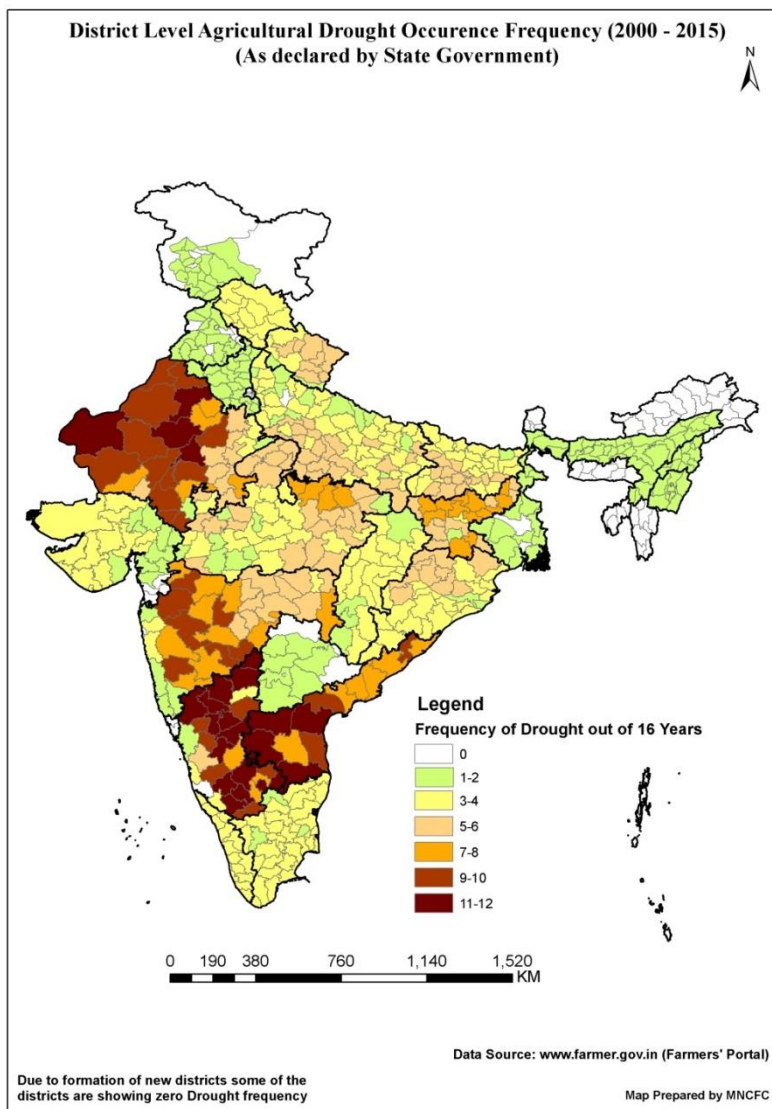 District Level Agricultural Drought Occurence Frequency (2000 - 2015)
(As declared by State Government)
N
Legend
Frequency of Drought out of 16 Years
0
1-2
3-4
5-6
7-8
9-10
11-12
0 190 380 760 1,140 1,520
KM
Data Source: www.farmer.gov.in (Farmers' Portal)
Due to formation of new districts some of the
districts are showing zero Drought frequency
Map Prepared by MNCFC